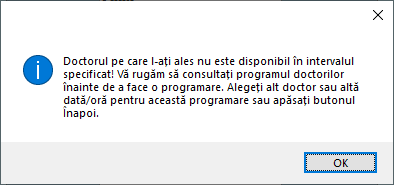 Doctorul pe care l-ați ales nu este disponibil în intervalul
specificat! Vă rugăm să consultați programul doctorilor
înainte de a face o programare. Alegeți alt doctor sau altă
dată/oră pentru această programare sau apăsați butonul
Înapoi.
OK